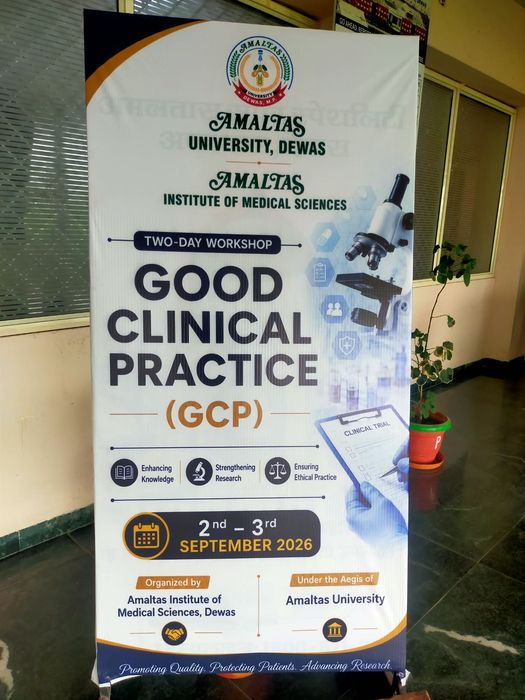 GO AHEAD,
AMALTAS
UNIVERSITY
DEWAS, M.P.
AMALTAS
UNIVERSITY, DEWAS
AMALTAS
INSTITUTE OF MEDICAL SCIENCES
TWO-DAY WORKSHOP
GOOD
CLINICAL
PRACTICE
(GCP)
CLINICAL TRIAL
Enhancing
Knowledge
Strengthening
Research
Ensuring
Ethical Practice
2nd – 3rd
SEPTEMBER 2026
Organized by
Amaltas Institute of
Medical Sciences, Dewas
Under the Aegis of
Amaltas University
Promoting Quality. Protecting Patients. Advancing Research.
P